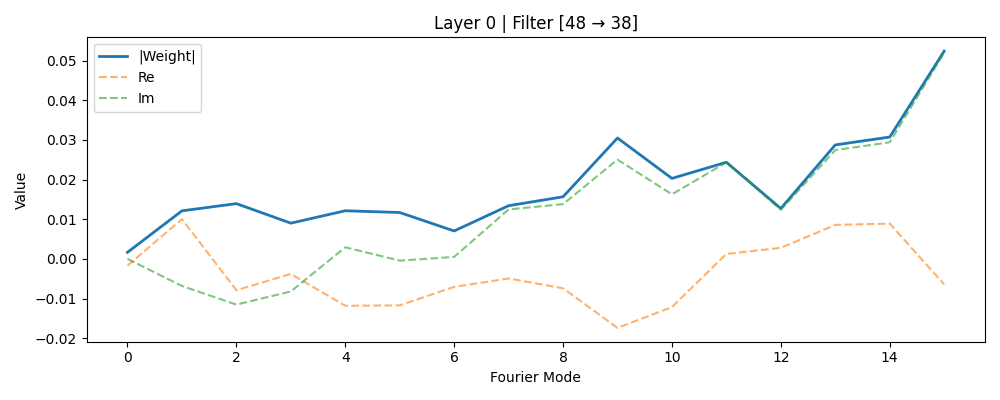 Layer 0 | Filter [48 → 38]
|Weight|
Re
Im
Value
0.05
0.04
0.03
0.02
0.01
0.00
−0.01
−0.02
0 2 4 6 8 10 12 14
Fourier Mode